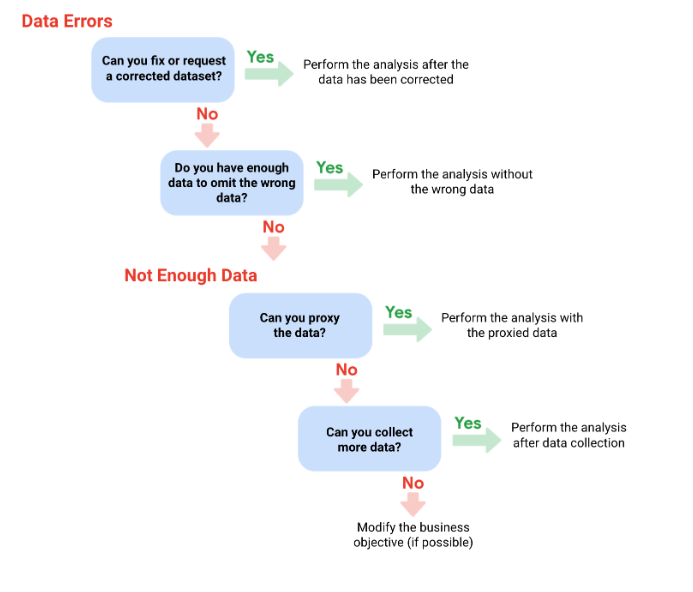 Data Errors
Can you fix or request
a corrected dataset?
Yes
Perform the analysis after the
data has been corrected
No
Do you have enough
data to omit the wrong
data?
Yes
Perform the analysis without
the wrong data
No
Not Enough Data
Can you proxy
the data?
Yes
Perform the analysis with
the proxied data
No
Can you collect
more data?
Yes
Perform the analysis
after data collection
No
Modify the business
objective (if possible)